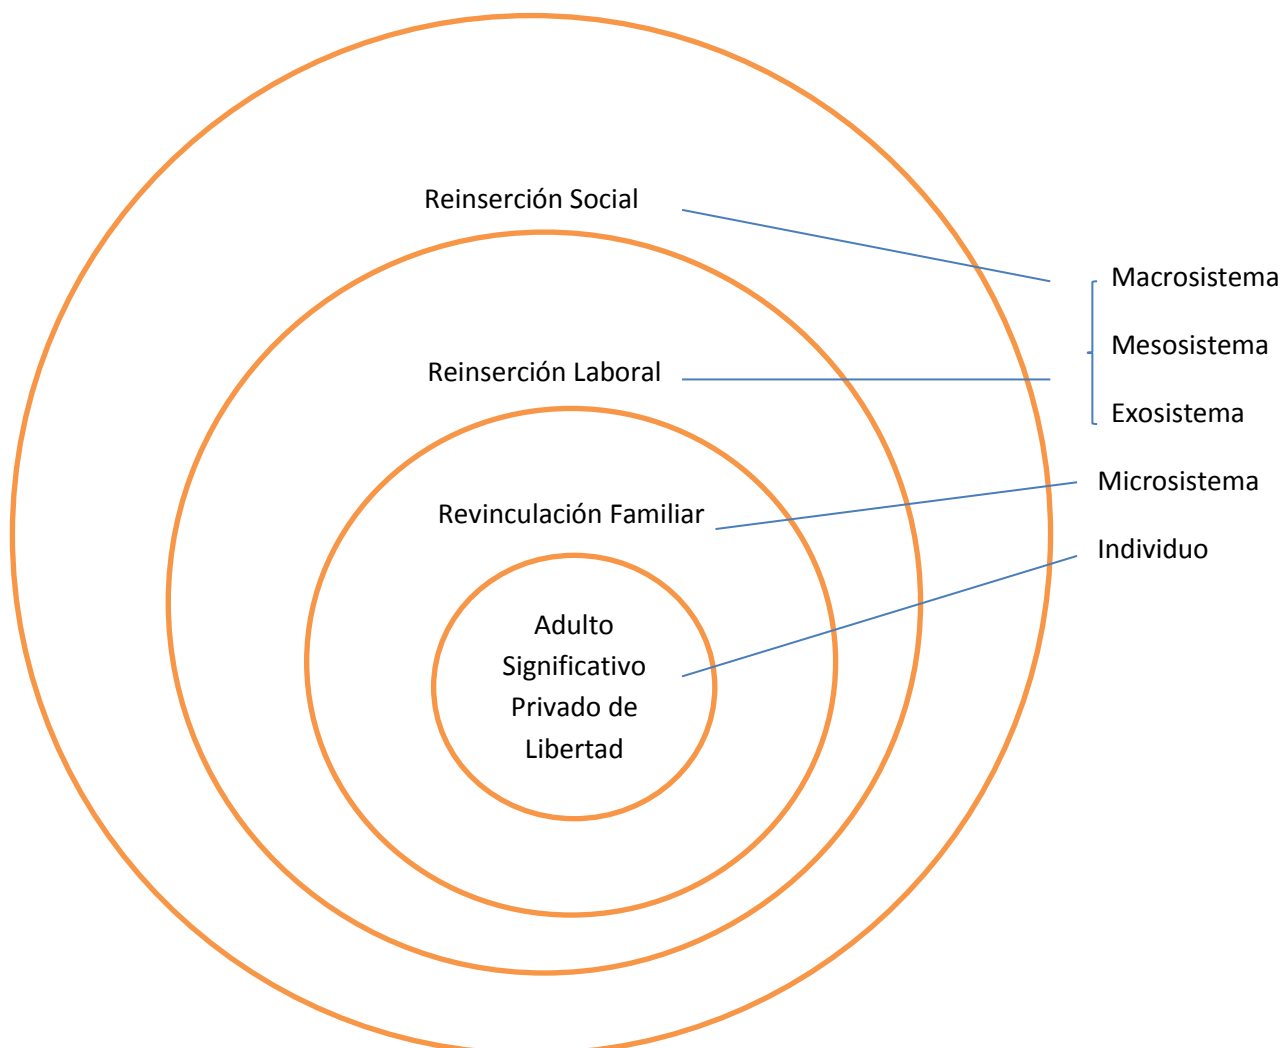 Reinserción Social
Macrosistema
Mesosistema
Reinserción Laboral
Exosistema
Microsistema
Revinculación Familiar
Individuo
Adulto
Significativo
Privado de
Libertad